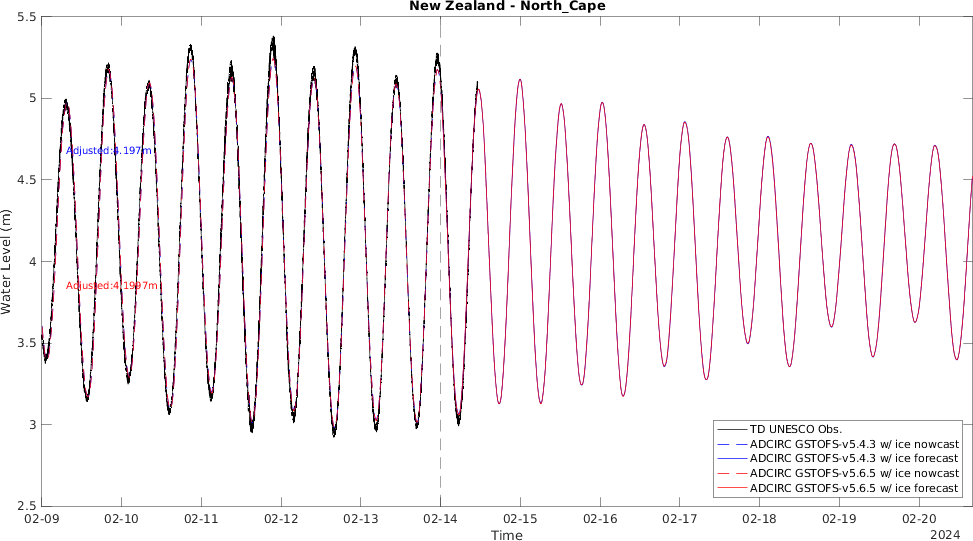 New Zealand - North_Cape
5.5
5
4.5
4
3.5
3
2.5
Water Level (m)
Adjusted:4.197m
Adjusted:4.1997m
TD UNESCO Obs.
ADCIRC GSTOFS-v5.4.3 w/ ice nowcast
ADCIRC GSTOFS-v5.4.3 w/ ice forecast
ADCIRC GSTOFS-v5.6.5 w/ ice nowcast
ADCIRC GSTOFS-v5.6.5 w/ ice forecast
02-09 02-10 02-11 02-12 02-13 02-14 02-15 02-16 02-17 02-18 02-19 02-20
Time
2024